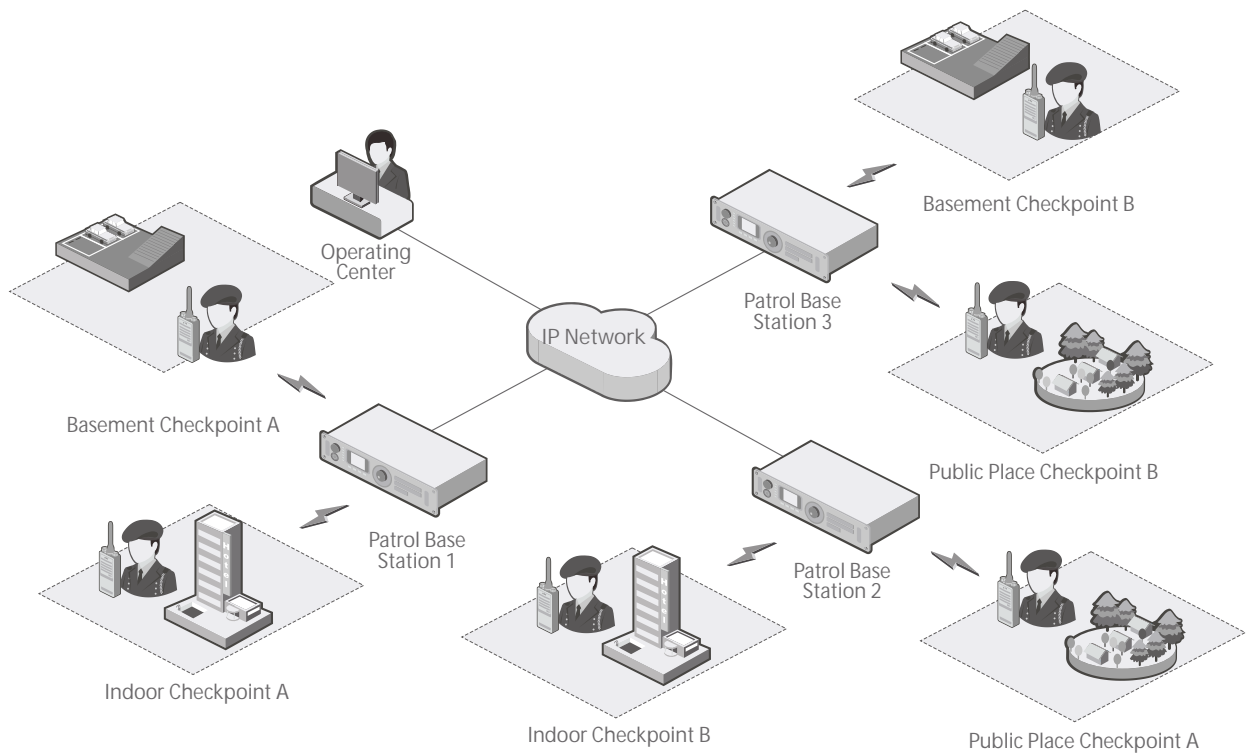 Basement Checkpoint B
Operating
Center
Patrol Base
Station 3
IP Network
Basement Checkpoint A
Public Place Checkpoint B
Patrol Base
Station 1
Patrol Base
Station 2
Indoor Checkpoint A
Indoor Checkpoint B
Public Place Checkpoint A